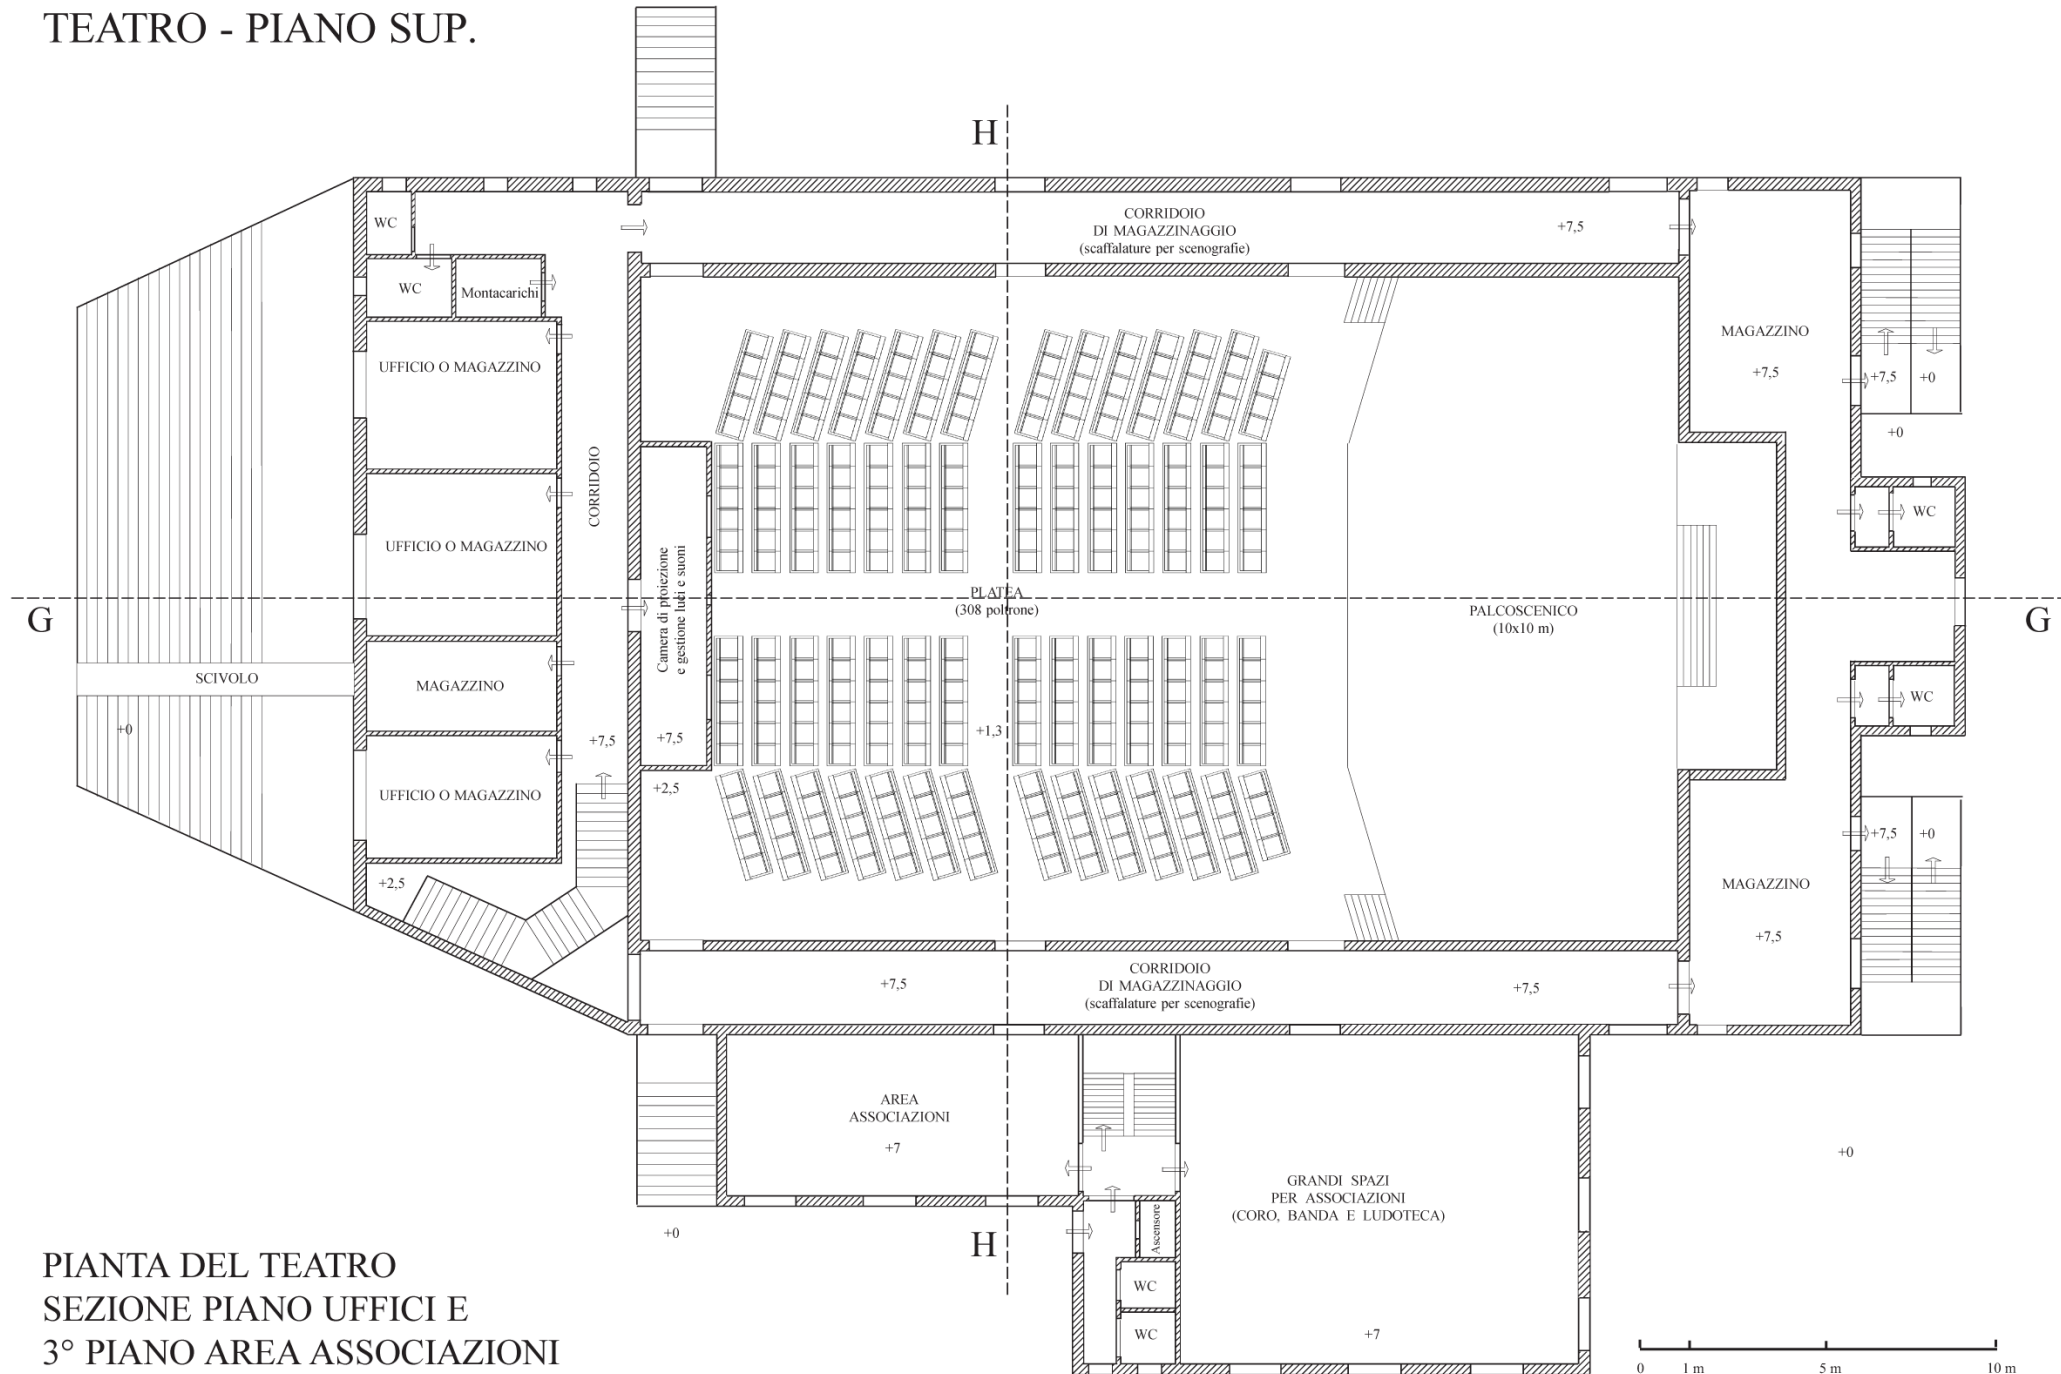 TEATRO - PIANO SUP.
H
WC
CORRIDOIO
DI MAGAZZINAGGIO
(scaffalature per scenografie)
+7,5
WC
Montacarichi
MAGAZZINO
+7,5
UFFICIO O MAGAZZINO
+7,5
+0
+0
CORRIDOIO
UFFICIO O MAGAZZINO
Camera di proiezione
e gestione luci e suoni
WC
PLATEA
(308 poltrone)
PALCOSCENICO
(10x10 m)
G
G
SCIVOLO
MAGAZZINO
WC
+0
+7,5
+7,5
+1,3
+2,5
UFFICIO O MAGAZZINO
+7,5
+0
+2,5
MAGAZZINO
+7,5
+7,5
CORRIDOIO
DI MAGAZZINAGGIO
(scaffalature per scenografie)
+7,5
AREA
ASSOCIAZIONI
+7
+0
GRANDI SPAZI
PER ASSOCIAZIONI
(CORO, BANDA E LUDOTECA)
Ascensore
+0
H
WC
WC
+7
PIANTA DEL TEATRO
SEZIONE PIANO UFFICI E
3° PIANO AREA ASSOCIAZIONI
0 1 m 5 m 10 m